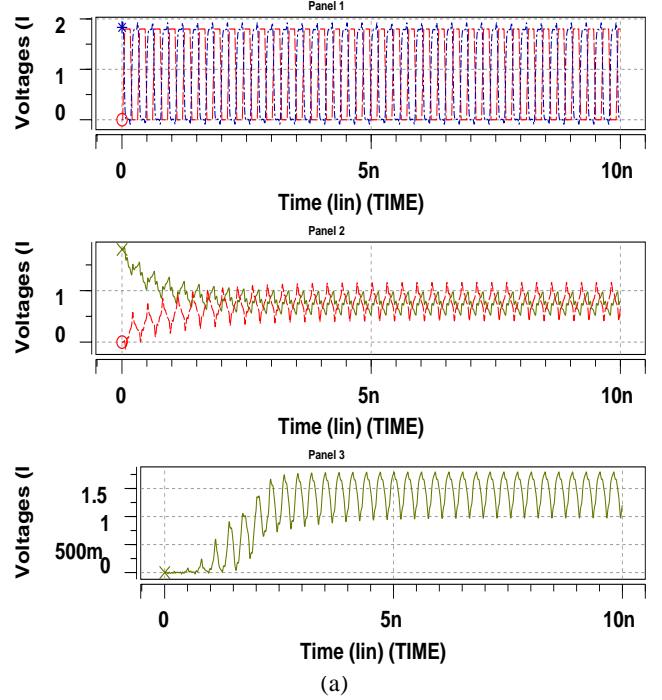 Panel 1
Voltages (l
2
1
0
0
5n
10n
Time (lin) (TIME)
Panel 2
Voltages (l
1
0
0
5n
10n
Time (lin) (TIME)
Panel 3
Voltages (l
1.5
1
500m
0
0
5n
10n
Time (lin) (TIME)
(a)